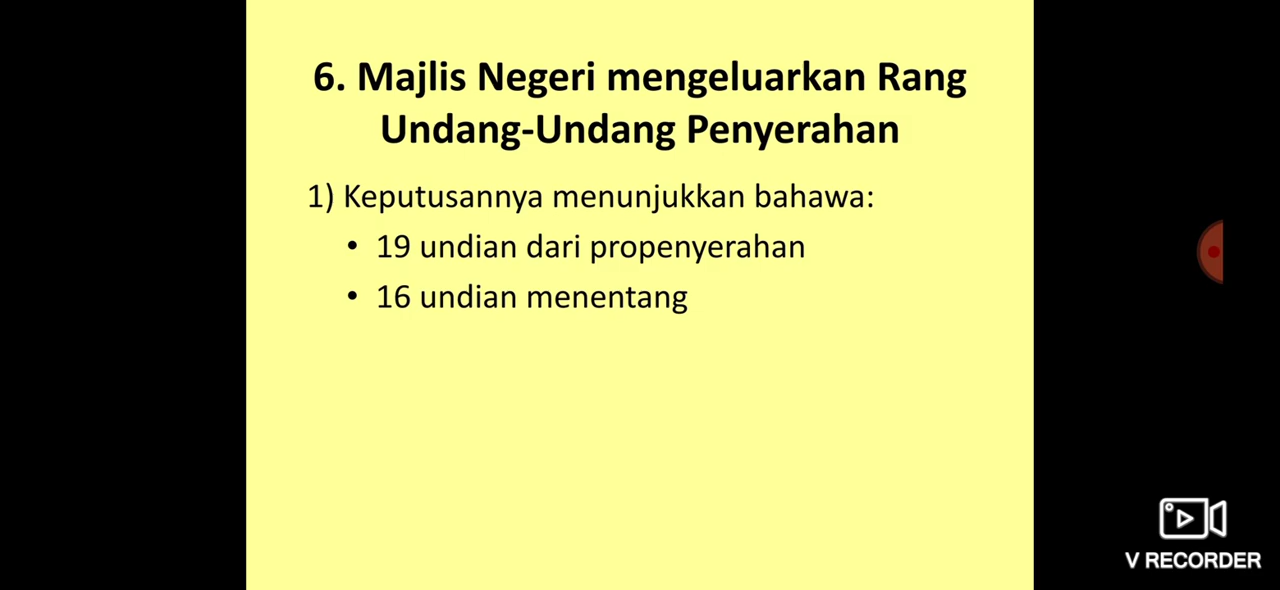 6. Majlis Negeri mengeluarkan Rang
Undang-Undang Penyerahan
1) Keputusannya menunjukkan bahawa:
• 19 undian dari propenyerahan
• 16 undian menentang
V RECORDER